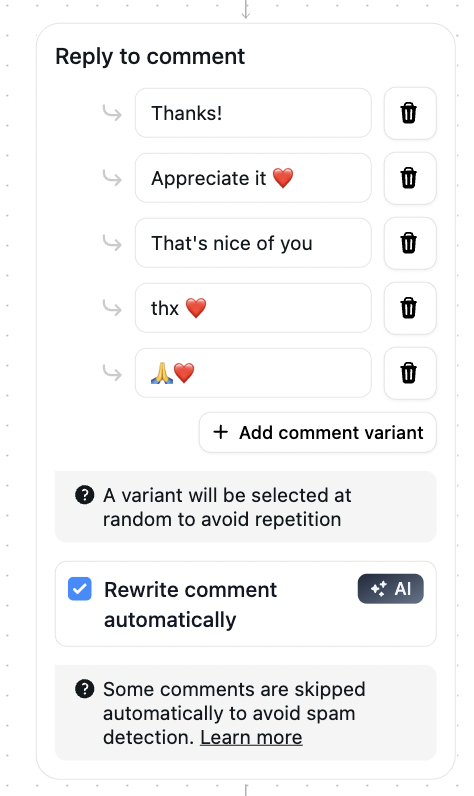 Reply to comment
Thanks!
Appreciate it ❤️
That's nice of you
thx ❤️
🙏❤️
+ Add comment variant
? A variant will be selected at
random to avoid repetition
Rewrite comment
automatically
AI
? Some comments are skipped
automatically to avoid spam
detection. Learn more